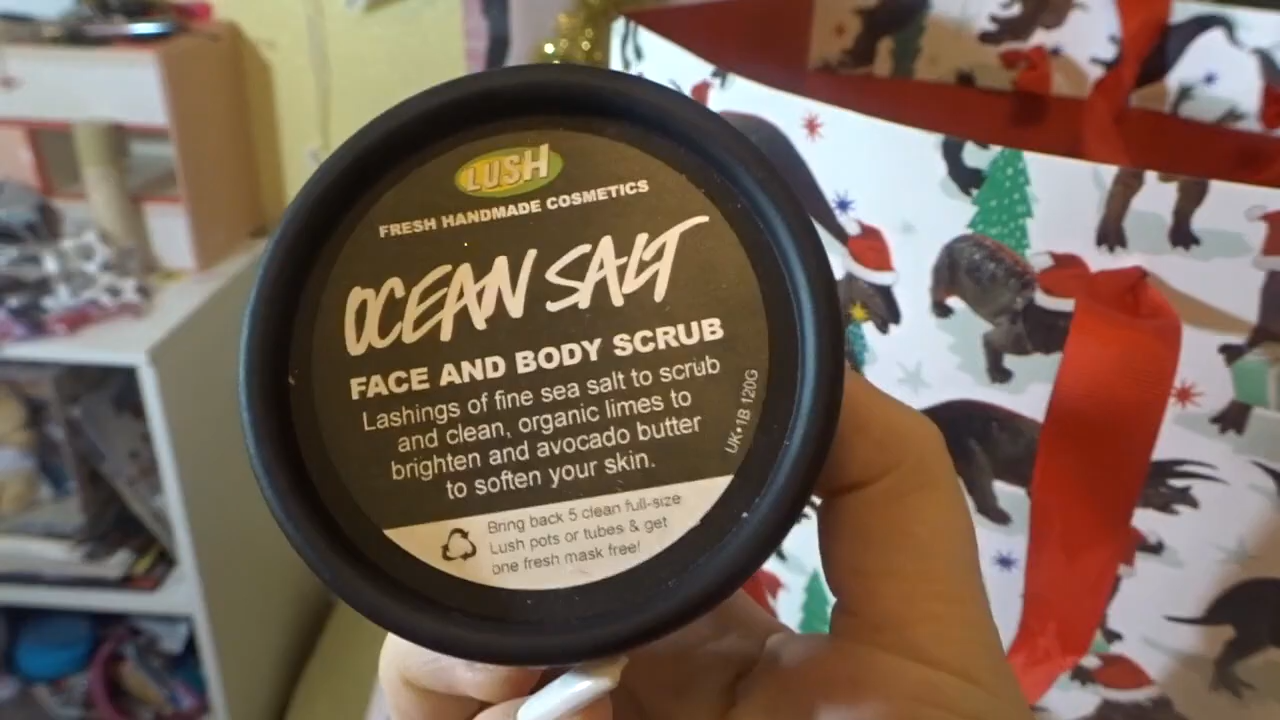 LUSH
FRESH HANDMADE COSMETICS
OCEAN SALT
FACE AND BODY SCRUB
Lashings of fine sea salt to scrub
and clean, organic limes to
brighten and avocado butter
to soften your skin.
UK•1B 120G
Bring back 5 clean full-size
Lush pots or tubes & get
one fresh mask free!